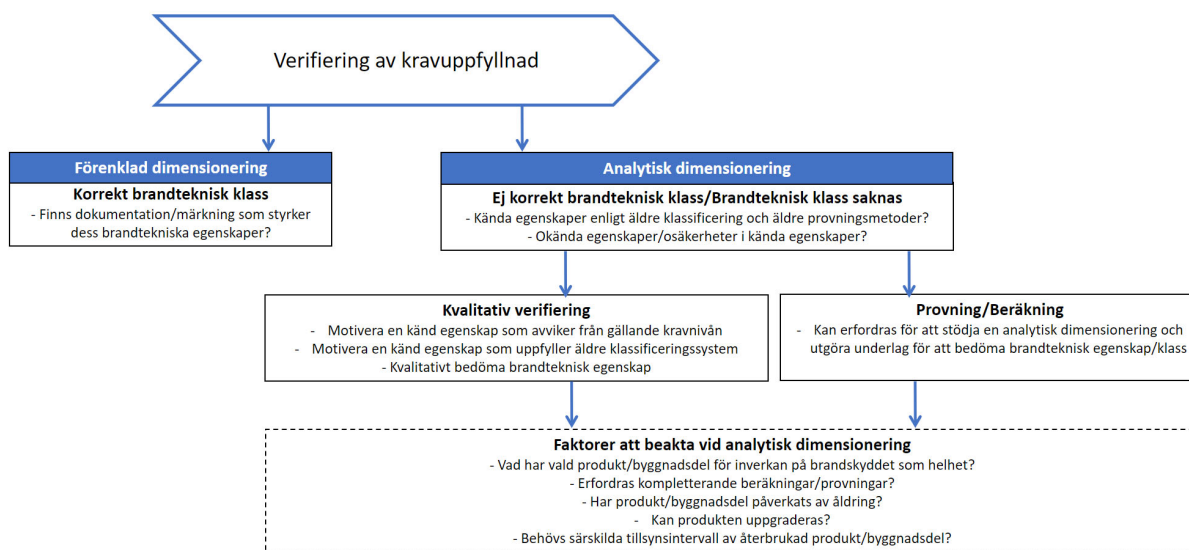 Verifiering av kravuppfyllnad
Förenklad dimensionering
Korrekt brandteknisk klass
- Finns dokumentation/märkning som styrker
dess brandtekniska egenskaper?
Analytisk dimensionering
Ej korrekt brandteknisk klass/Brandteknisk klass saknas
- Kända egenskaper enligt äldre klassificering och äldre provningsmetoder?
- Okända egenskaper/osäkerheter i kända egenskaper?
Kvalitativ verifiering
- Motivera en känd egenskap som avviker från gällande kravnivån
- Motivera en känd egenskap som uppfyller äldre klassificeringssystem
- Kvalitativt bedöma brandteknisk egenskap
Provning/Beräkning
- Kan erfordras för att stödja en analytisk dimensionering och
utgöra underlag för att bedöma brandteknisk egenskap/klass
Faktorer att beakta vid analytisk dimensionering
- Vad har vald produkt/byggnadsdel för inverkan på brandskyddet som helhet?
- Erfordras kompletterande beräkningar/provningar?
- Har produkt/byggnadsdel påverkats av åldring?
- Kan produkten uppgraderas?
- Behövs särskilda tillsynsintervall av återbrukad produkt/byggnadsdel?